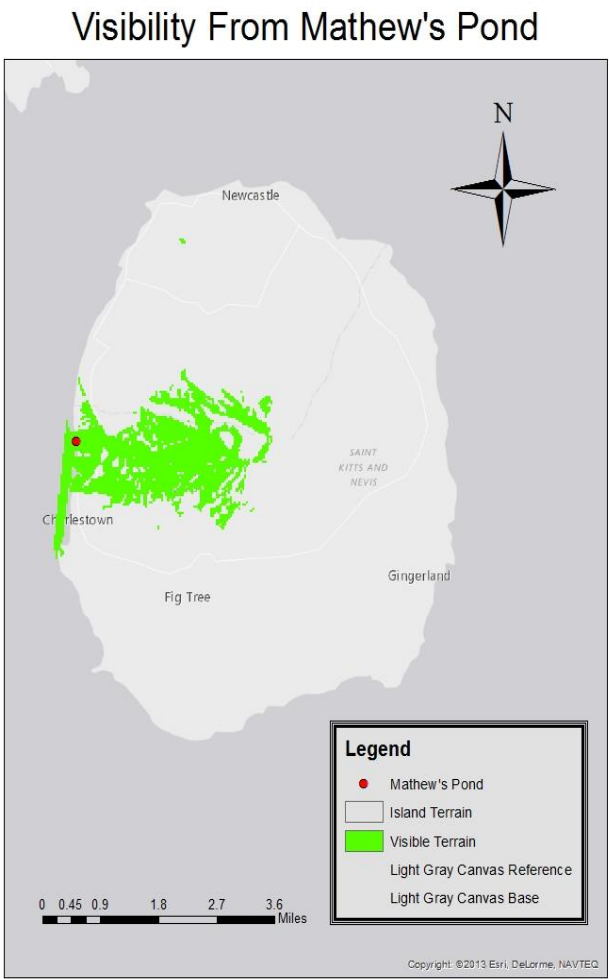 Visibility From Mathew's Pond
N
Newcastle
SAINT
KITTS AND
NEVIS
Charlestown
Gingerland
Fig Tree
Legend
Mathew's Pond
Island Terrain
Visible Terrain
Light Gray Canvas Reference
Light Gray Canvas Base
0 0.45 0.9 1.8 2.7 3.6
Miles
Copyright: ©2013 Esri, DeLorme, NAVTEQ